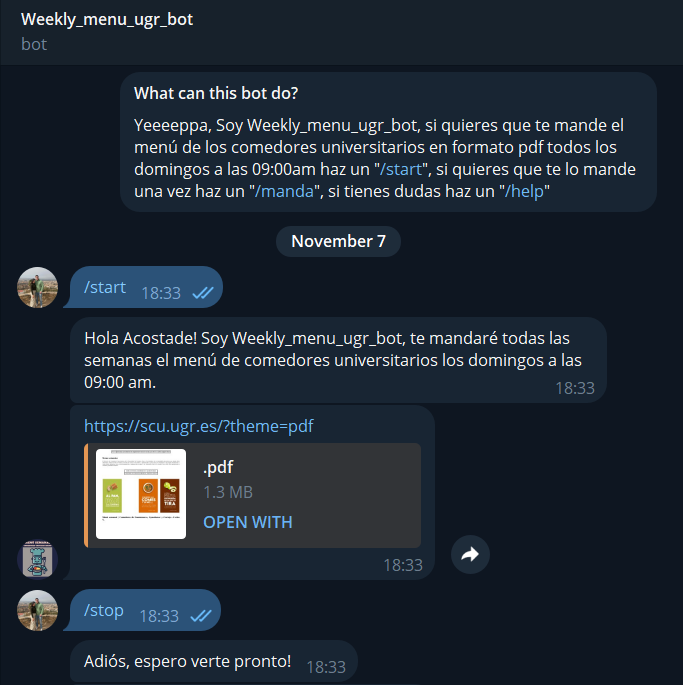 Weekly_menu_ugr_bot
bot
What can this bot do?
Yeeeeppa, Soy Weekly_menu_ugr_bot, si quieres que te mande el
menú de los comedores universitarios en formato pdf todos los
domingos a las 09:00am haz un "/start", si quieres que te lo mande
una vez haz un "/manda", si tienes dudas haz un "/help"
November 7
/start 18:33
Hola Acostade! Soy Weekly_menu_ugr_bot, te mandaré todas las
semanas el menú de comedores universitarios los domingos a las
09:00 am.
18:33
https://scu.ugr.es/?theme=pdf
.pdf
1.3 MB
OPEN WITH
18:33
/stop 18:33
Adiós, espero verte pronto! 18:33